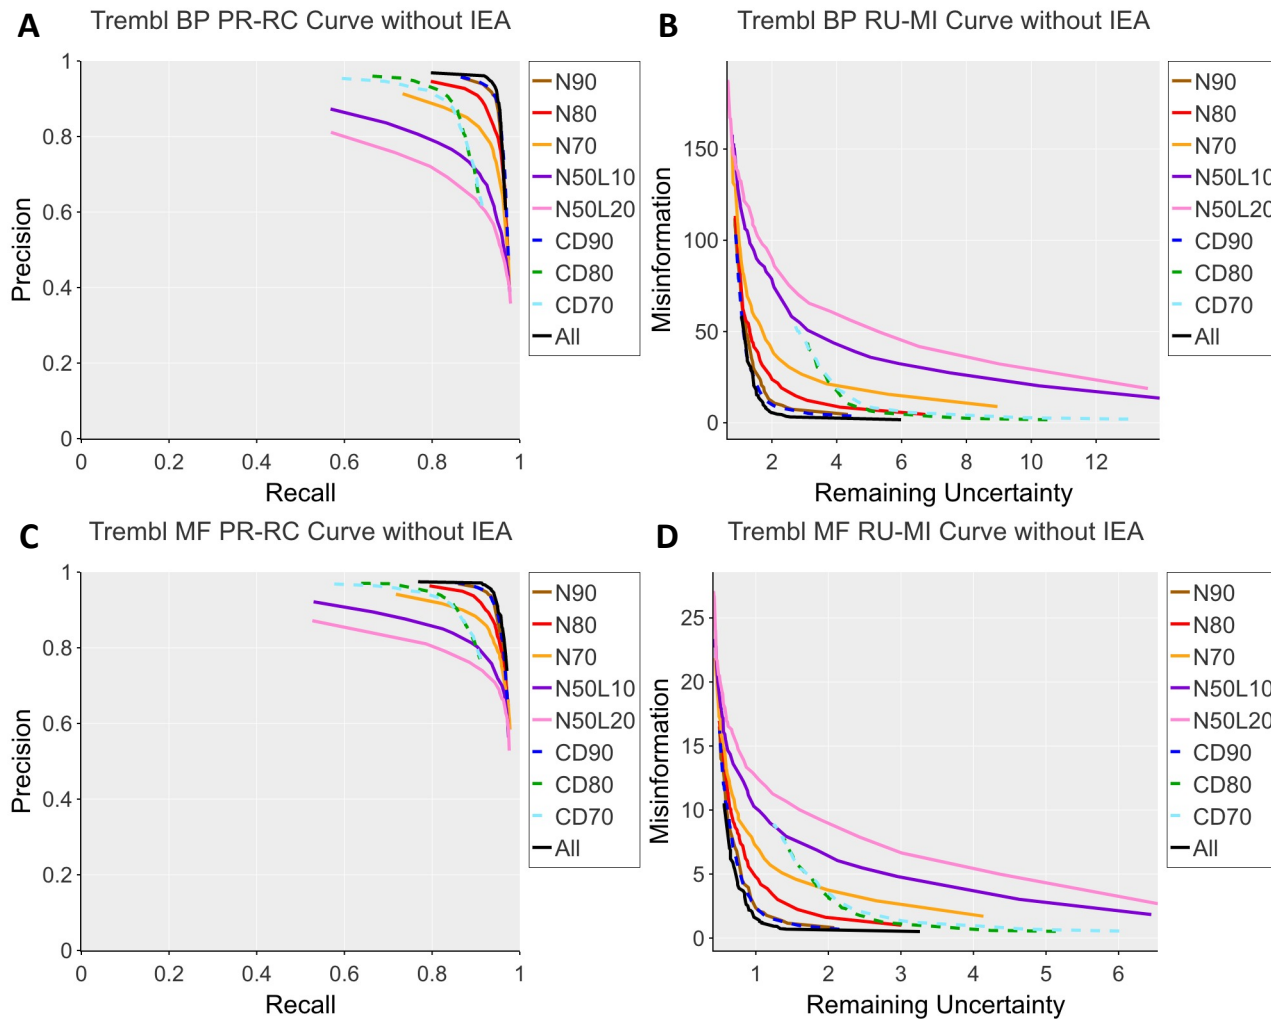 A
Trembl BP PR-RC Curve without IEA
Precision
1
0.8
0.6
0.4
0.2
0
0
0.2
0.4
0.6
0.8
1
Recall
N90
N80
N70
N50L10
N50L20
CD90
CD80
CD70
All
B
Trembl BP RU-MI Curve without IEA
Misinformation
150
100
50
0
2
4
6
8
10
12
Remaining Uncertainty
N90
N80
N70
N50L10
N50L20
CD90
CD80
CD70
All
C
Trembl MF PR-RC Curve without IEA
Precision
1
0.8
0.6
0.4
0.2
0
0
0.2
0.4
0.6
0.8
1
Recall
N90
N80
N70
N50L10
N50L20
CD90
CD80
CD70
All
D
Trembl MF RU-MI Curve without IEA
Misinformation
25
20
15
10
5
0
1
2
3
4
5
6
Remaining Uncertainty
N90
N80
N70
N50L10
N50L20
CD90
CD80
CD70
All